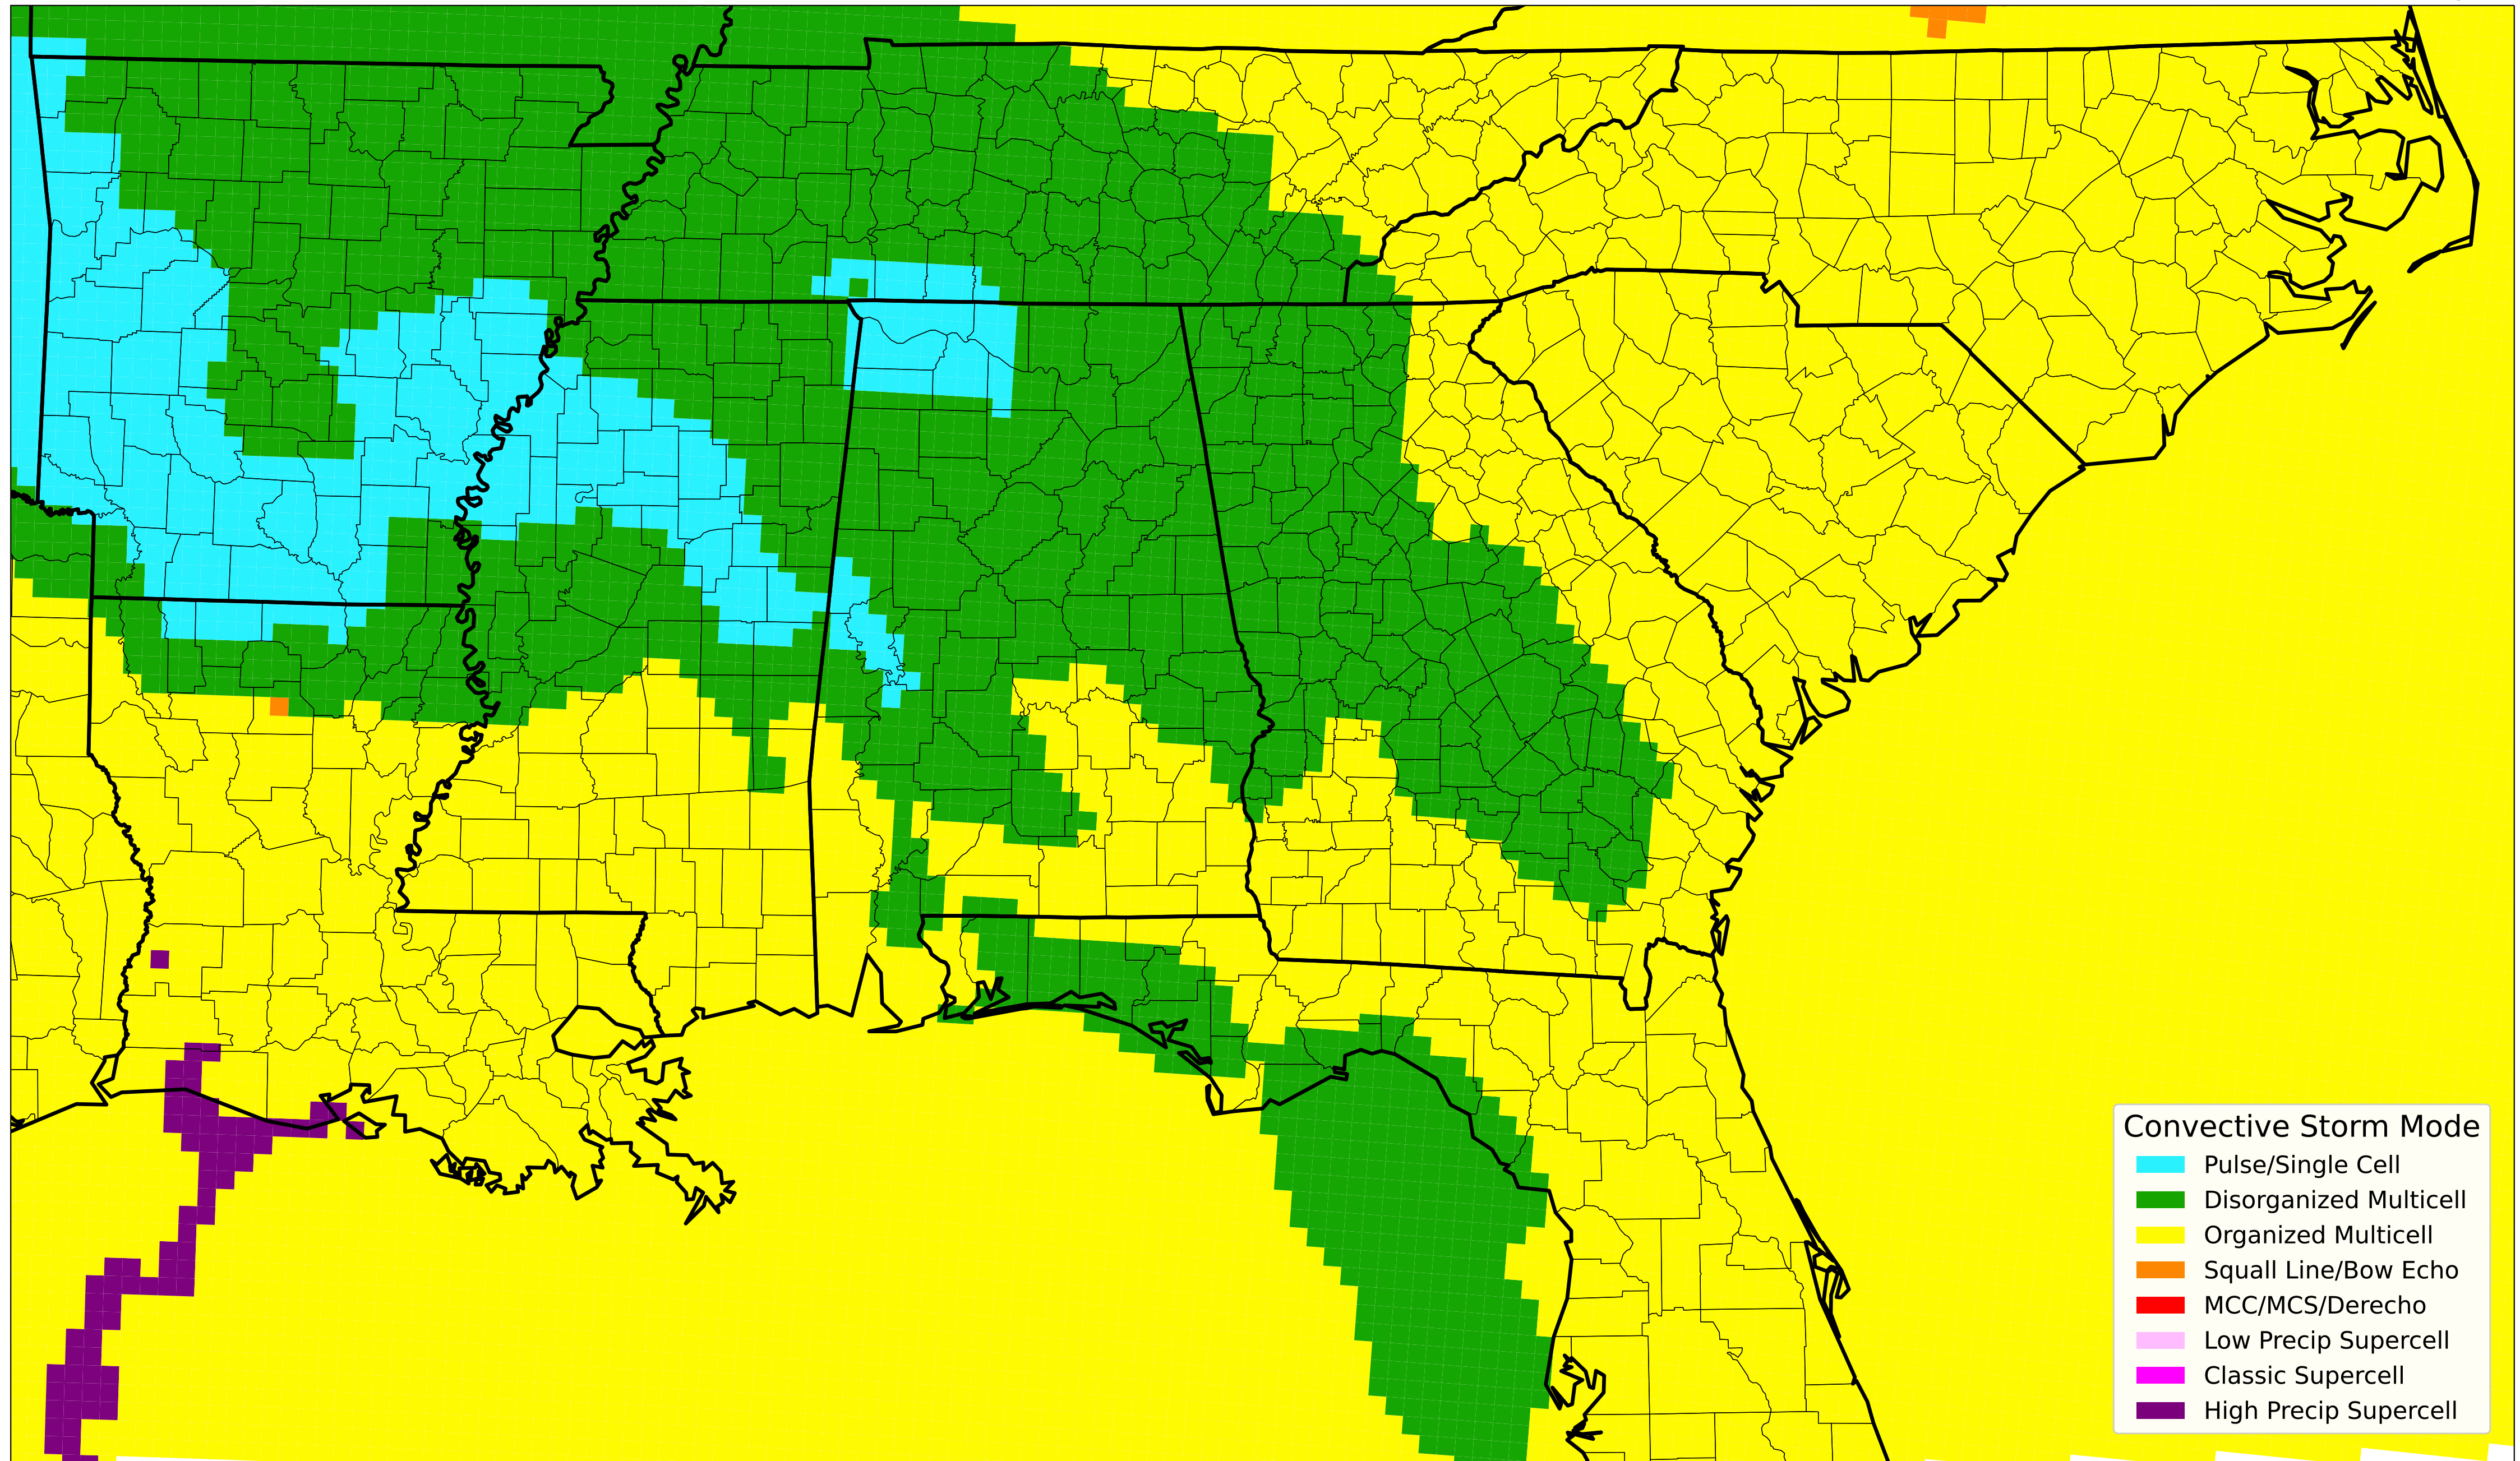 Convective Storm Mode
Pulse/Single Cell
Disorganized Multicell
Organized Multicell
Squall Line/Bow Echo
MCC/MCS/Derecho
Low Precip Supercell
Classic Supercell
High Precip Supercell